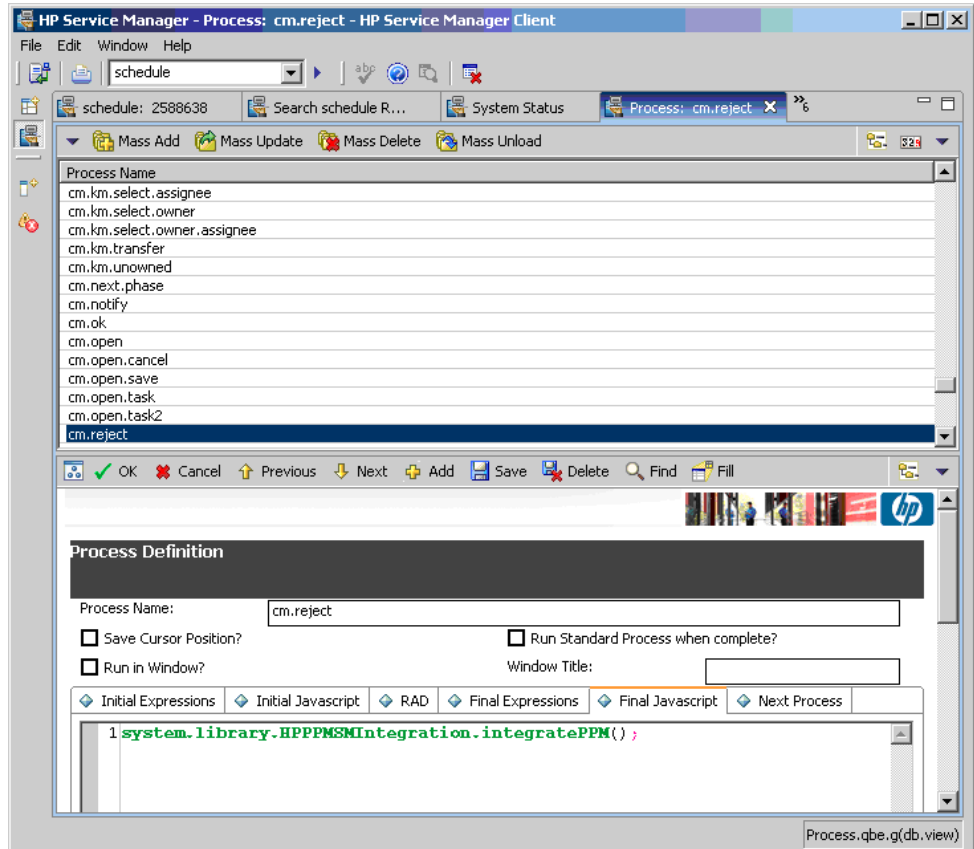 HP Service Manager - Process: cm.reject - HP Service Manager Client
File Edit Window Help
schedule
abc
schedule: 2588638
Search schedule R...
System Status
Process: cm.reject
»6
Mass Add
Mass Update
Mass Delete
Mass Unload
Process Name
cm.km.select.assignee
cm.km.select.owner
cm.km.select.owner.assignee
cm.km.transfer
cm.km.unowned
cm.next.phase
cm.notify
cm.ok
cm.open
cm.open.cancel
cm.open.save
cm.open.task
cm.open.task2
cm.reject
OK Cancel Previous Next Add Save Delete Find Fill
hp
Process Definition
Process Name: cm.reject
Save Cursor Position? Run Standard Process when complete?
Run in Window? Window Title:
Initial Expressions Initial Javascript RAD Final Expressions Final Javascript Next Process
1 system.library.HPPPMSMIntegration.integratePPM();
Process.qbe.g(db.view)